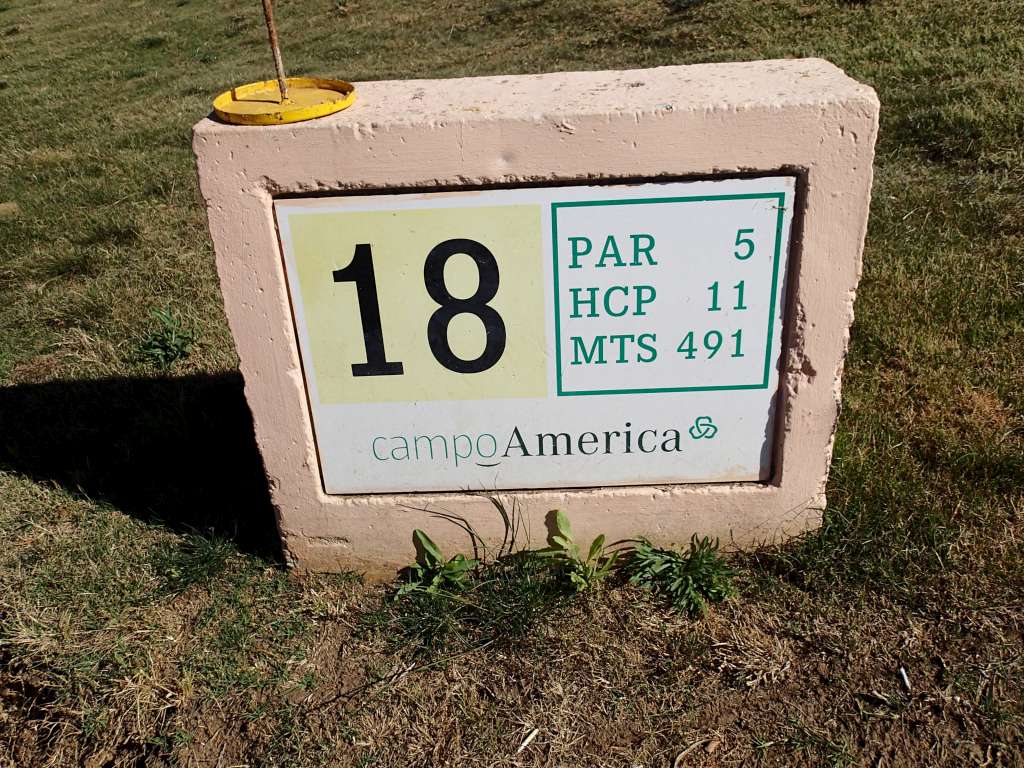 18
PAR 5
HCP 11
MTS 491
campoAmerica